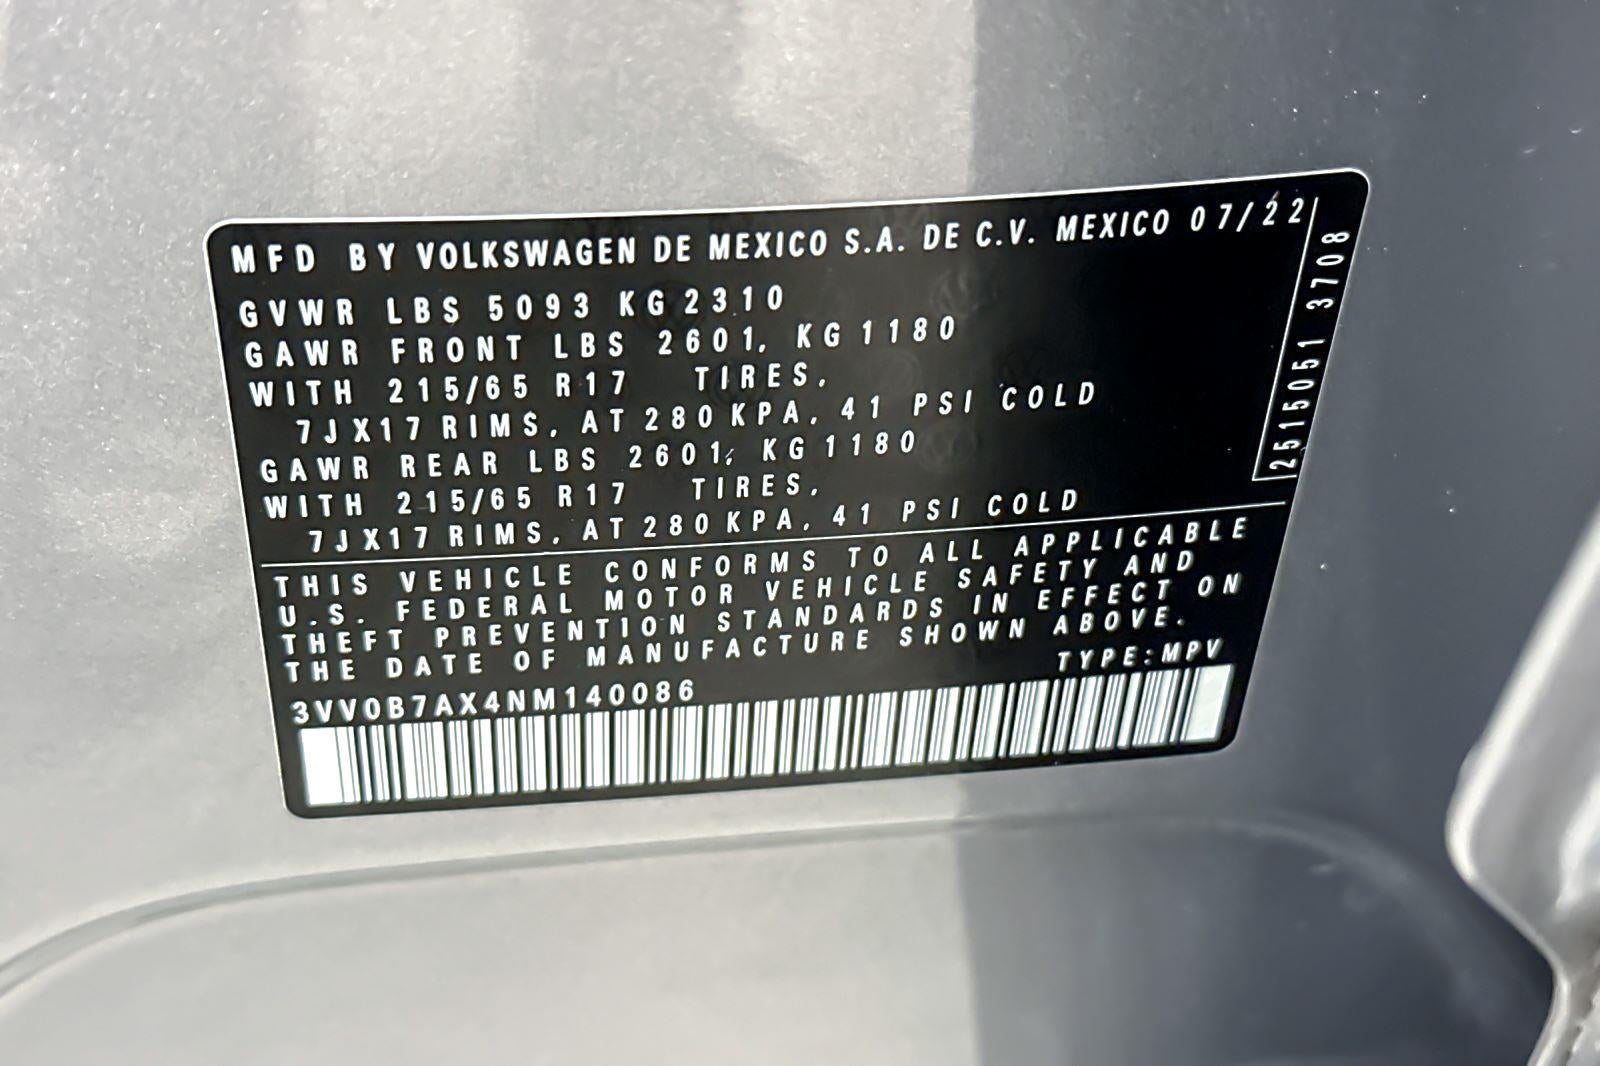 MFD BY VOLKSWAGEN DE MEXICO S.A. DE C.V. MEXICO 07/22
GVWR LBS 5093 KG 2310
GAWR FRONT LBS 2601, KG 1180
WITH 215/65 R17 TIRES,
7JX17 RIMS, AT 280 KPA, 41 PSI COLD
GAWR REAR LBS 2601, KG 1180
WITH 215/65 R17 TIRES,
7JX17 RIMS, AT 280 KPA, 41 PSI COLD
2515051 3708
THIS VEHICLE CONFORMS TO ALL APPLICABLE
U.S. FEDERAL MOTOR VEHICLE SAFETY AND
THEFT PREVENTION STANDARDS IN EFFECT ON
THE DATE OF MANUFACTURE SHOWN ABOVE.
TYPE:MPV
3VV0B7AX4NM140086